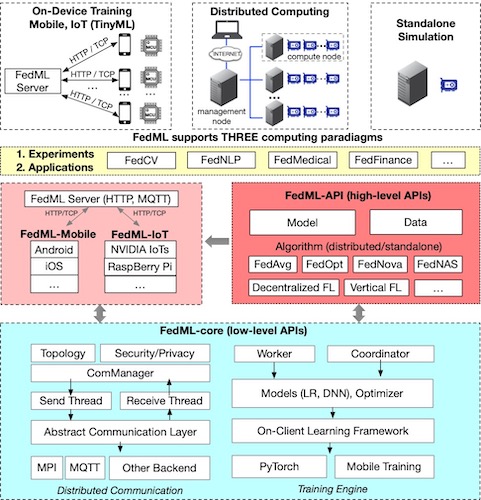 On-Device Training
Mobile, IoT (TinyML)
FedML
Server
HTTP / TCP
HTTP / TCP
HTTP / TCP
...
...
MCU
MCU
MCU
Distributed Computing
INTERNET
compute node
management
node
Standalone
Simulation
FedML supports THREE computing paradiagms
1. Experiments
2. Applications
FedCV
FedNLP
FedMedical
FedFinance
...
FedML Server (HTTP, MQTT)
HTTP/TCP
HTTP/TCP
FedML-Mobile
FedML-IoT
Android
iOS
...
NVIDIA IoTs
RaspBerry Pi
...
FedML-API (high-level APIs)
Model
Data
Algorithm (distributed/standalone)
FedAvg
FedOpt
FedNova
FedNAS
Decentralized FL
Vertical FL
...
FedML-core (low-level APIs)
Topology
Security/Privacy
ComManager
Send Thread
Receive Thread
Abstract Communication Layer
MPI
MQTT
Other Backend
Distributed Communication
Worker
Coordinator
Models (LR, DNN), Optimizer
On-Client Learning Framework
PyTorch
Mobile Training
Training Engine